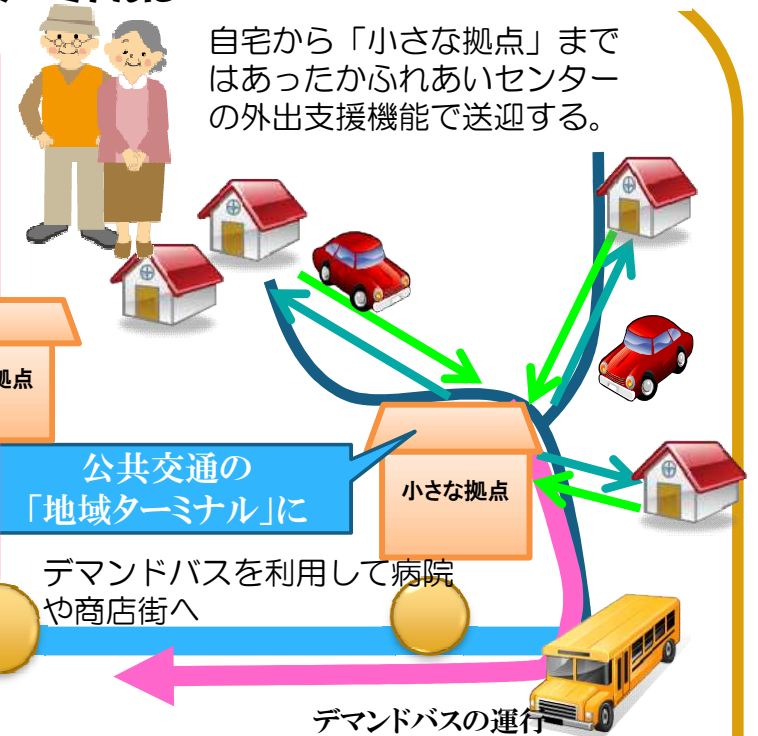 自宅から「小さな拠点」まで
はあったかふれあいセンター
の外出支援機能で送迎する。
拠点
小さな拠点
公共交通の
「地域ターミナル」に
デマンドバスを利用して病院
や商店街へ
デマンドバスの運行